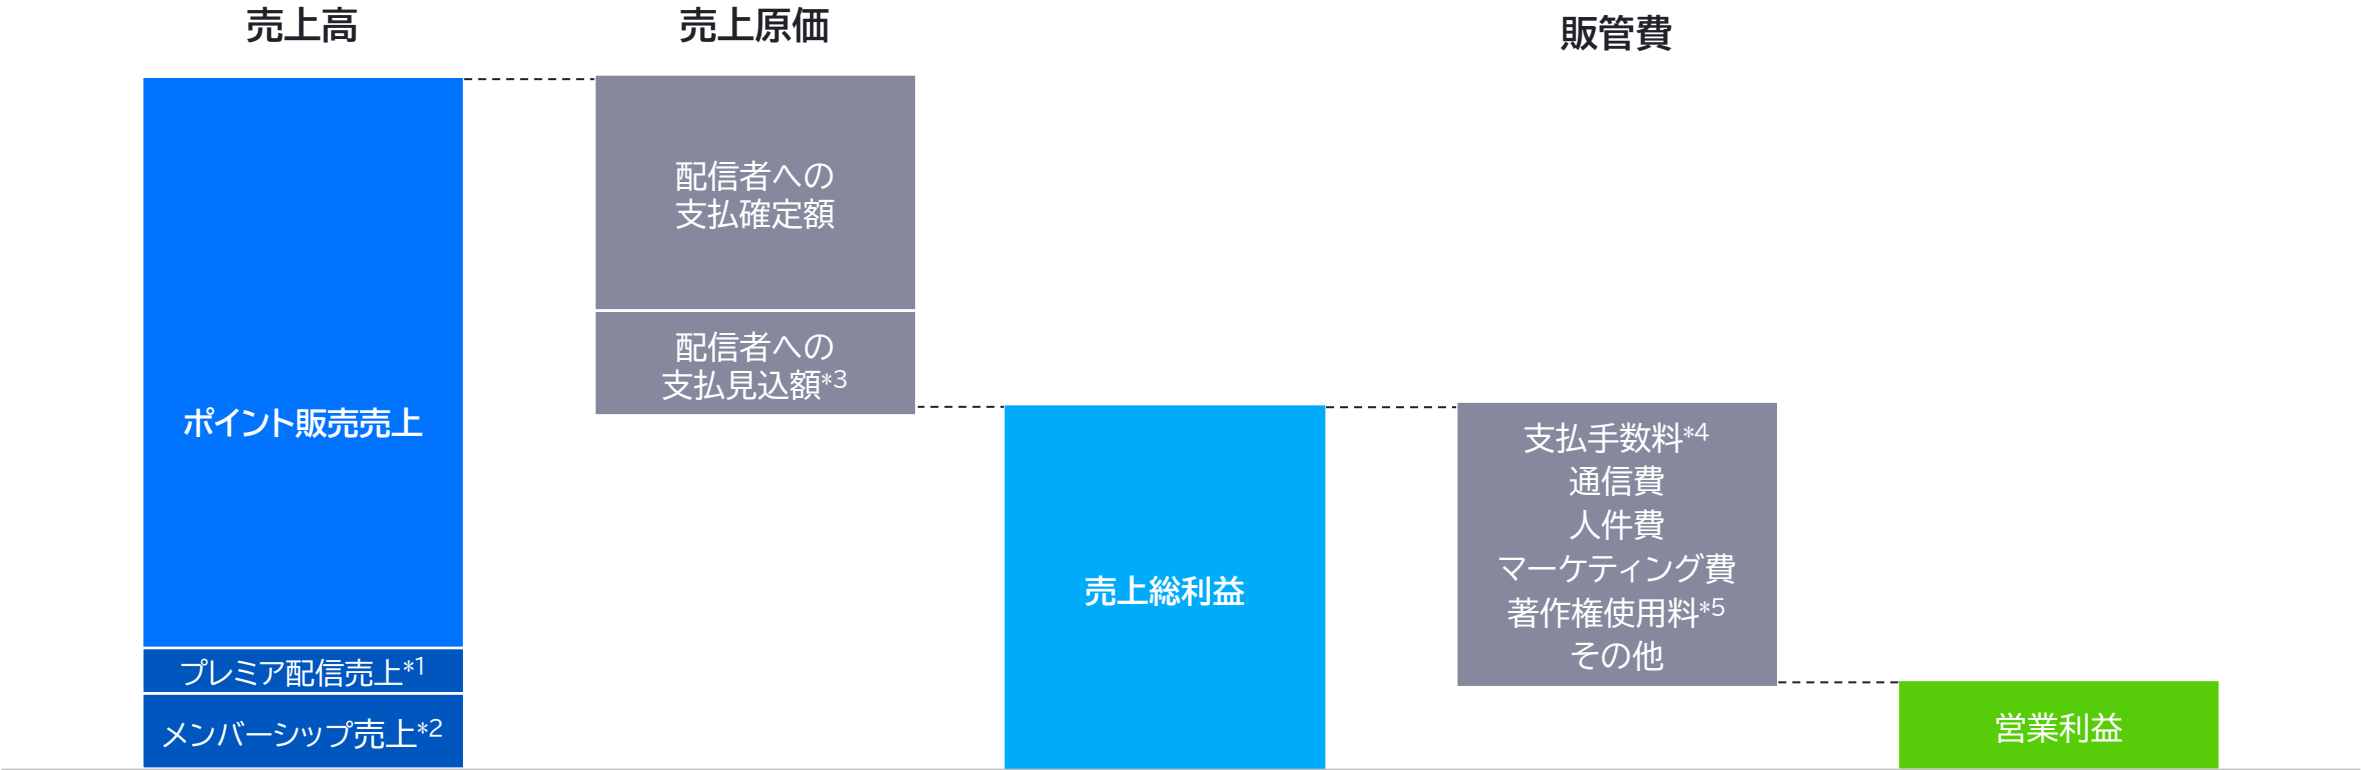 売上高
売上原価
販管費
ポイント販売売上
プレミア配信売上*1
メンバーシップ売上*2
配信者への
支払確定額
配信者への
支払見込額*3
売上総利益
支払手数料*4
通信費
人件費
マーケティング費
著作権使用料*5
その他
営業利益